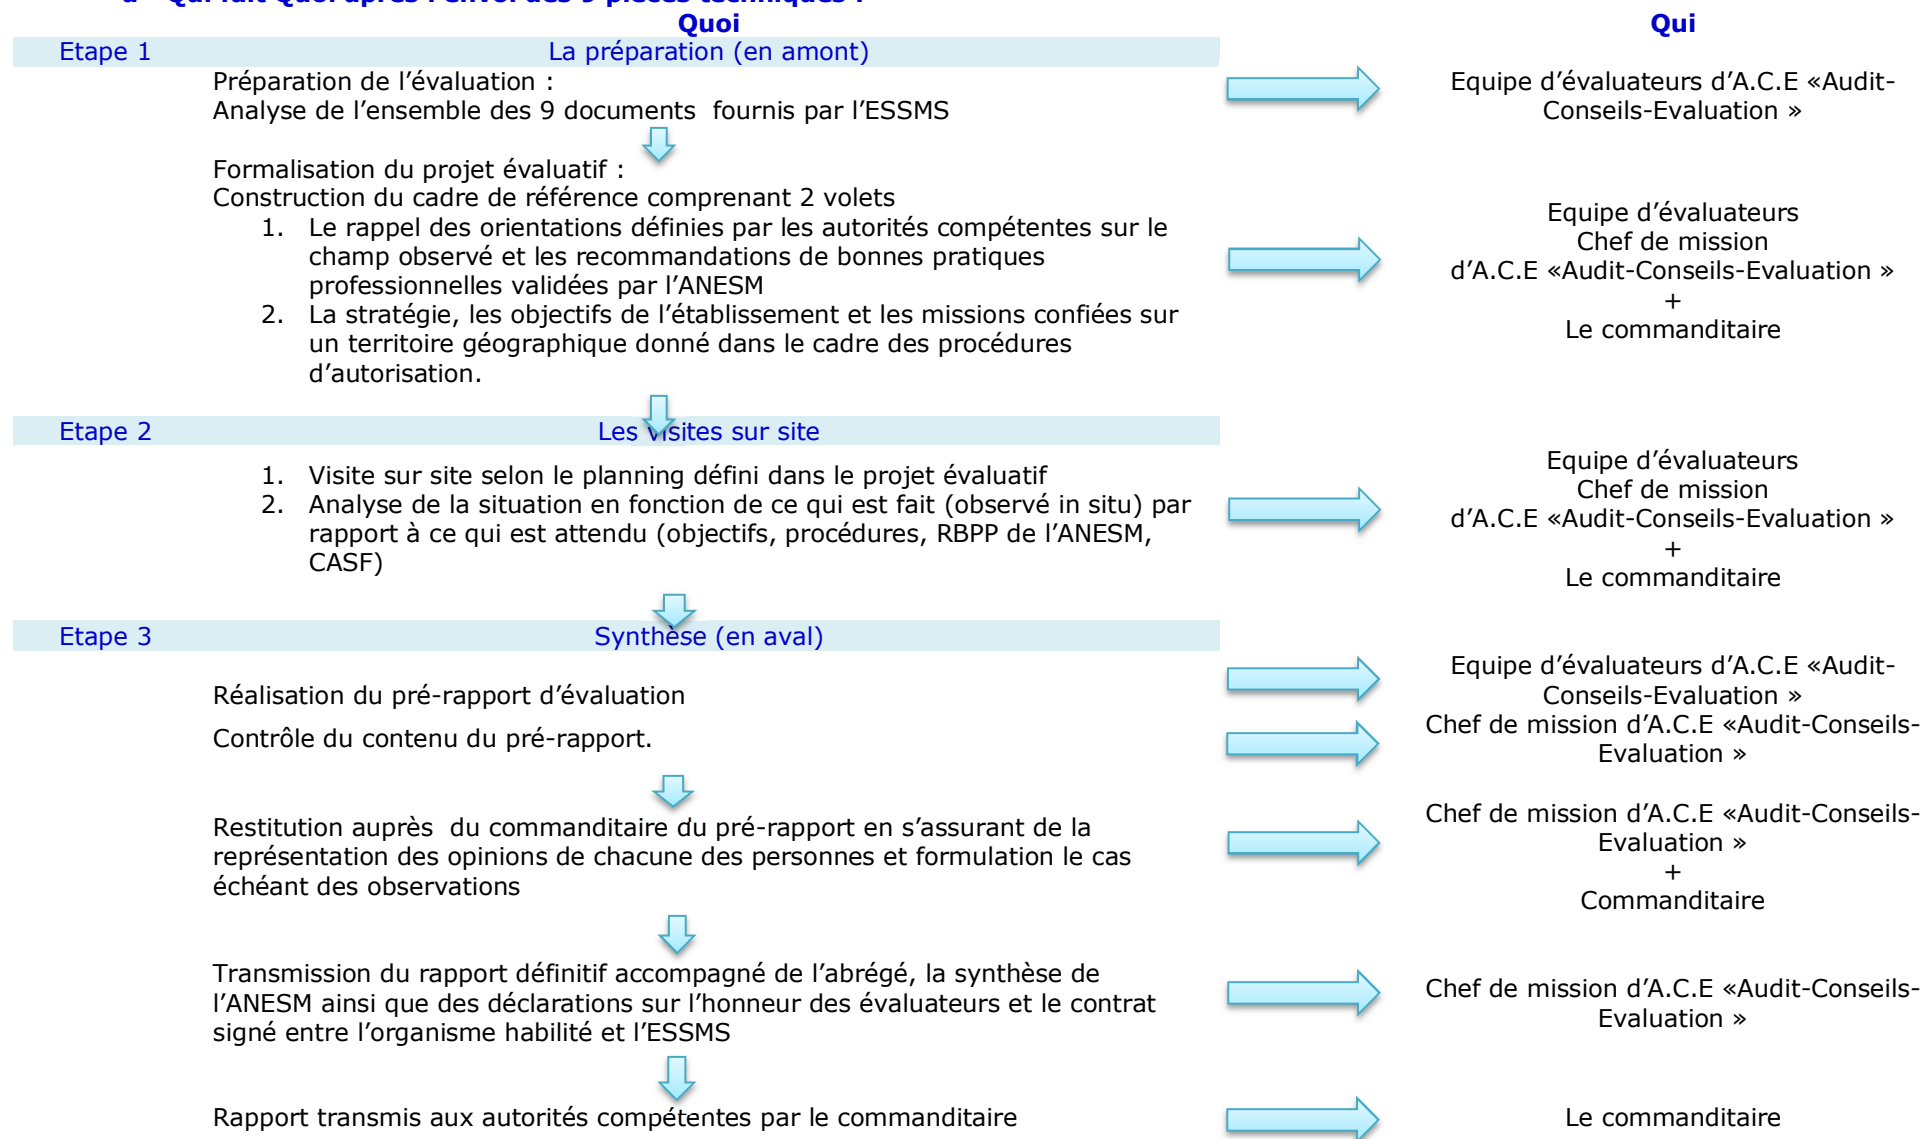 Quoi Qui
Etape 1 La préparation (en amont)
Préparation de l’évaluation :
Analyse de l’ensemble des 9 documents fournis par l’ESSMS
Equipe d’évaluateurs d’A.C.E «Audit-
Conseils-Evaluation »
Formalisation du projet évaluatif :
Construction du cadre de référence comprenant 2 volets
1. Le rappel des orientations définies par les autorités compétentes sur le
champ observé et les recommandations de bonnes pratiques
professionnelles validées par l’ANESM
2. La stratégie, les objectifs de l’établissement et les missions confiées sur
un territoire géographique donné dans le cadre des procédures
d’autorisation.
Equipe d’évaluateurs
Chef de mission
d’A.C.E «Audit-Conseils-Evaluation »
+
Le commanditaire
Etape 2 Les visites sur site
1. Visite sur site selon le planning défini dans le projet évaluatif
2. Analyse de la situation en fonction de ce qui est fait (observé in situ) par
rapport à ce qui est attendu (objectifs, procédures, RBPP de l’ANESM,
CASF)
Equipe d’évaluateurs
Chef de mission
d’A.C.E «Audit-Conseils-Evaluation »
+
Le commanditaire
Etape 3 Synthèse (en aval)
Réalisation du pré-rapport d’évaluation
Equipe d’évaluateurs d’A.C.E «Audit-
Conseils-Evaluation »
Contrôle du contenu du pré-rapport.
Chef de mission d’A.C.E «Audit-Conseils-
Evaluation »
Restitution auprès du commanditaire du pré-rapport en s’assurant de la
représentation des opinions de chacune des personnes et formulation le cas
échéant des observations
Chef de mission d’A.C.E «Audit-Conseils-
Evaluation »
+
Commanditaire
Transmission du rapport définitif accompagné de l’abrégé, la synthèse de
l’ANESM ainsi que des déclarations sur l’honneur des évaluateurs et le contrat
signé entre l’organisme habilité et l’ESSMS
Chef de mission d’A.C.E «Audit-Conseils-
Evaluation »
Rapport transmis aux autorités compétentes par le commanditaire
Le commanditaire